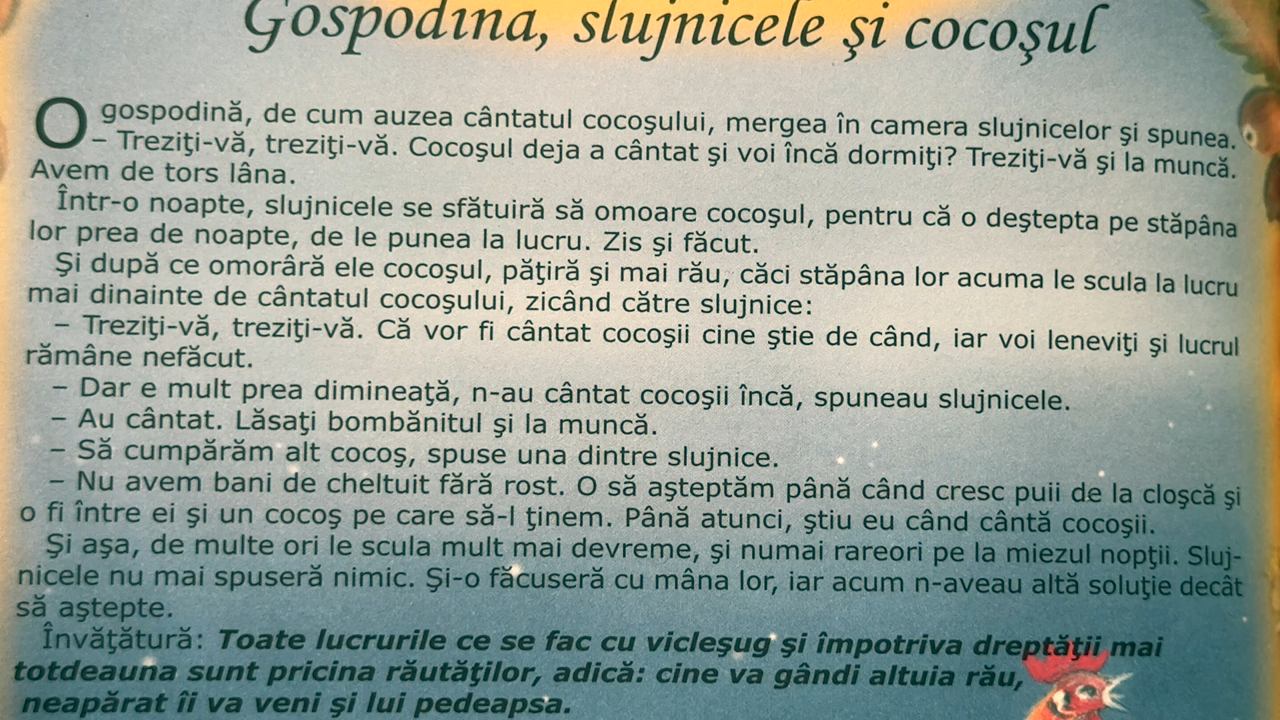 Gospodina, slujnicele şi cocoşul
O gospodină, de cum auzea cântatul cocoşului, mergea în camera slujnicelor şi spunea.
– Treziţi-vă, treziţi-vă. Cocoşul deja a cântat şi voi încă dormiţi? Treziţi-vă şi la muncă.
Avem de tors lâna.
Într-o noapte, slujnicele se sfătuiră să omoare cocoşul, pentru că o deştepta pe stăpâna
lor prea de noapte, de le punea la lucru. Zis şi făcut.
Şi după ce omorâră ele cocoşul, păţiră şi mai rău, căci stăpâna lor acuma le scula la lucru
mai dinainte de cântatul cocoşului, zicând către slujnice:
– Treziţi-vă, treziţi-vă. Că vor fi cântat cocoşii cine ştie de când, iar voi leneviţi şi lucrul
rămâne nefăcut.
– Dar e mult prea dimineaţă, n-au cântat cocoşii încă, spuneau slujnicele.
– Au cântat. Lăsaţi bombănitul şi la muncă.
– Să cumpărăm alt cocoş, spuse una dintre slujnice.
– Nu avem bani de cheltuit fără rost. O să aşteptăm până când cresc puii de la cloşcă şi
o fi între ei şi un cocoş pe care să-l ţinem. Până atunci, ştiu eu când cântă cocoşii.
Şi aşa, de multe ori le scula mult mai devreme, şi numai rareori pe la miezul nopţii. Sluj-
nicele nu mai spuseră nimic. Şi-o făcuseră cu mâna lor, iar acum n-aveau altă soluţie decât
să aştepte.
Învăţătură: Toate lucrurile ce se fac cu vicleşug şi împotriva dreptăţii mai
totdeauna sunt pricina răutăţilor, adică: cine va gândi altuia rău,
neapărat îi va veni şi lui pedeapsa.